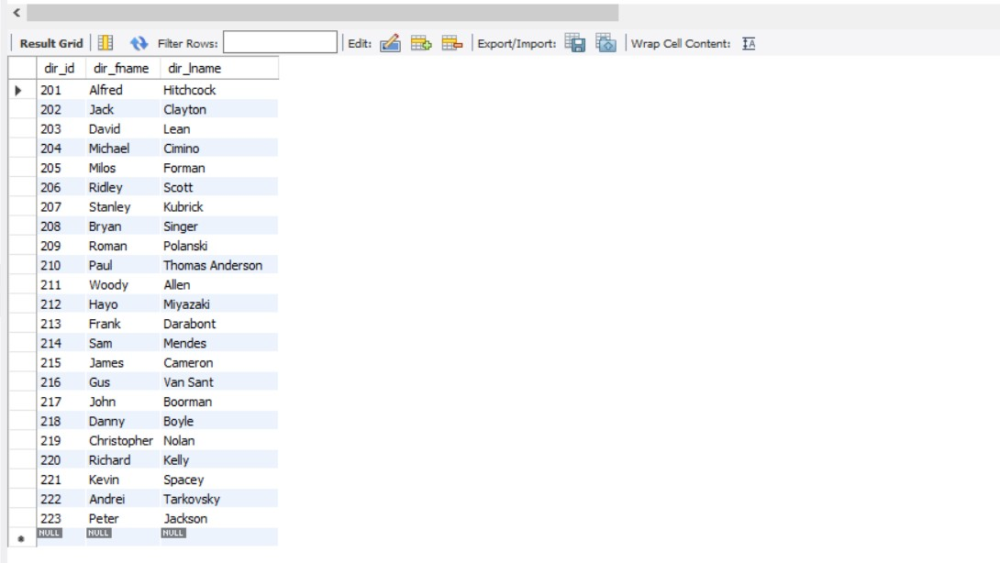 Result Grid Filter Rows: Edit: Export/Import: Wrap Cell Content: IA
dir_id dir_fname dir_lname
201 Alfred Hitchcock
202 Jack Clayton
203 David Lean
204 Michael Cimino
205 Milos Forman
206 Ridley Scott
207 Stanley Kubrick
208 Bryan Singer
209 Roman Polanski
210 Paul Thomas Anderson
211 Woody Allen
212 Hayo Miyazaki
213 Frank Darabont
214 Sam Mendes
215 James Cameron
216 Gus Van Sant
217 John Boorman
218 Danny Boyle
219 Christopher Nolan
220 Richard Kelly
221 Kevin Spacey
222 Andrei Tarkovsky
223 Peter Jackson
NULL NULL NULL